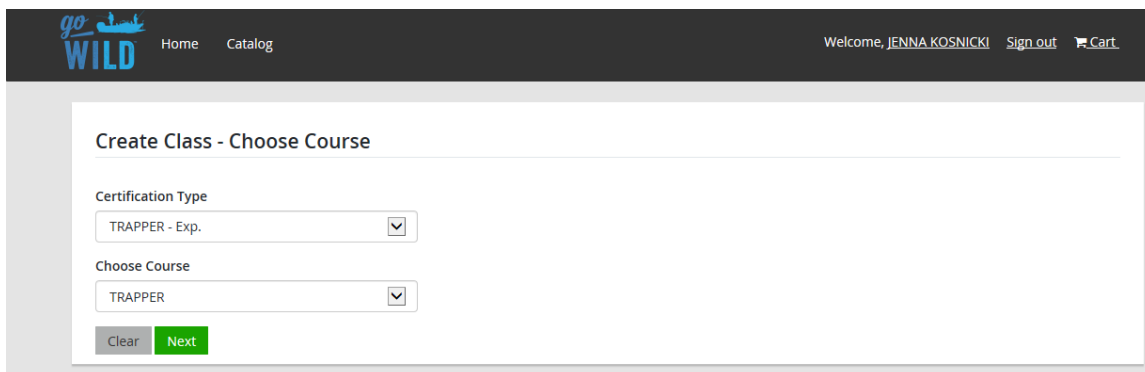 go
WILD
Home Catalog
Welcome, JENNA KOSNICKI Sign out Cart
Create Class - Choose Course
Certification Type
TRAPPER - Exp.
Choose Course
TRAPPER
Clear Next